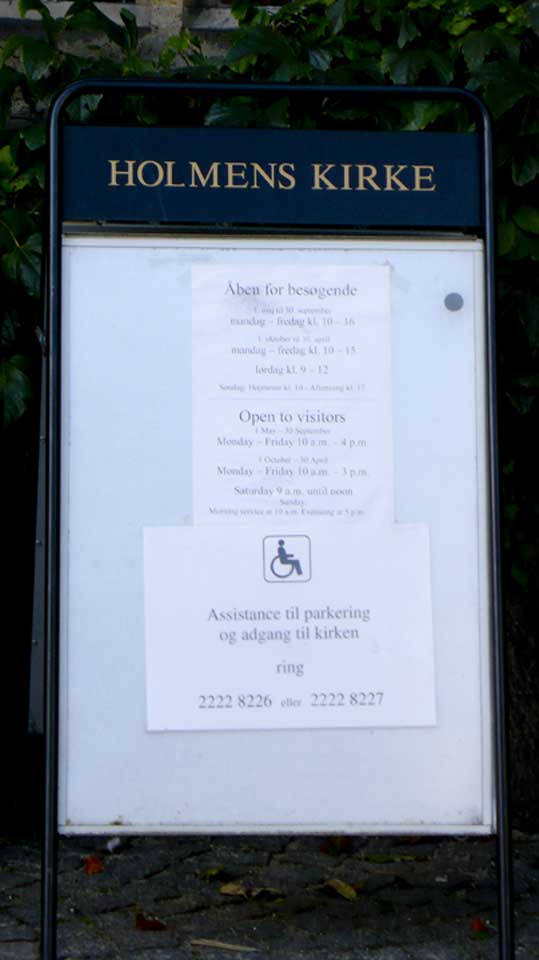 HOLMENS KIRKE
Åben for besøgende
1. maj til 30. september
mandag – fredag kl. 10 – 16
1. oktober til 30. april
mandag – fredag kl. 10 – 15
lørdag kl. 9 – 12
Søndag: Højmesse kl. 10 - Aftensang kl. 17
Open to visitors
1 May – 30 September
Monday – Friday 10 a.m. – 4 p.m.
1 October – 30 April
Monday – Friday 10 a.m. – 3 p.m.
Saturday 9 a.m. until noon
Sunday:
Morning service at 10 a.m. Evensong at 5 p.m.
Assistance til parkering
og adgang til kirken
ring
2222 8226 eller 2222 8227